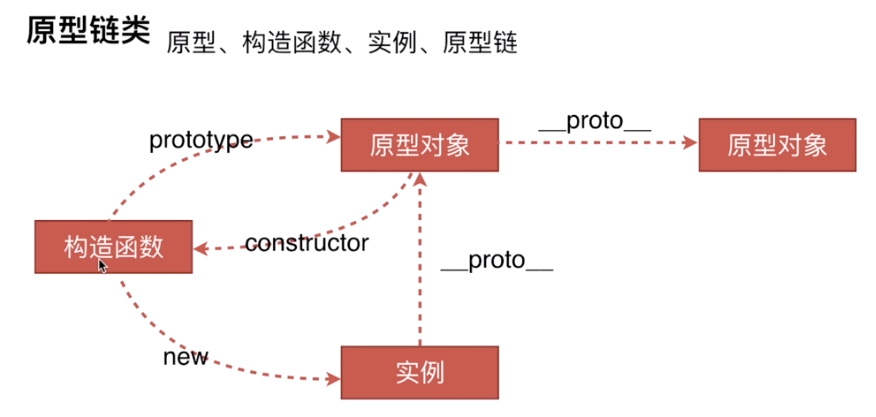 原型链类
原型、构造函数、实例、原型链
prototype
原型对象
__proto__
原型对象
构造函数
constructor
__proto__
new
实例